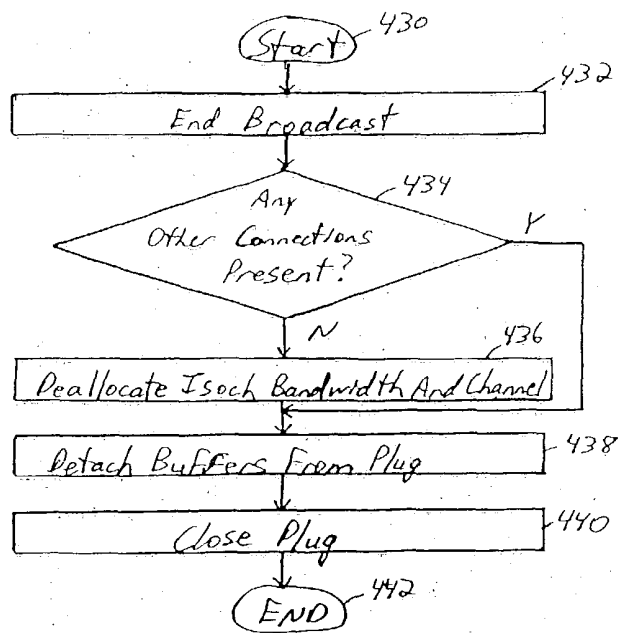 Start
430
432
End Broadcast
434
Any
Other Connections
Present?
Y
N
436
Deallocate Isoch Bandwidth And Channel
Detach Buffers From Plug
438
Close Plug
440
END
442